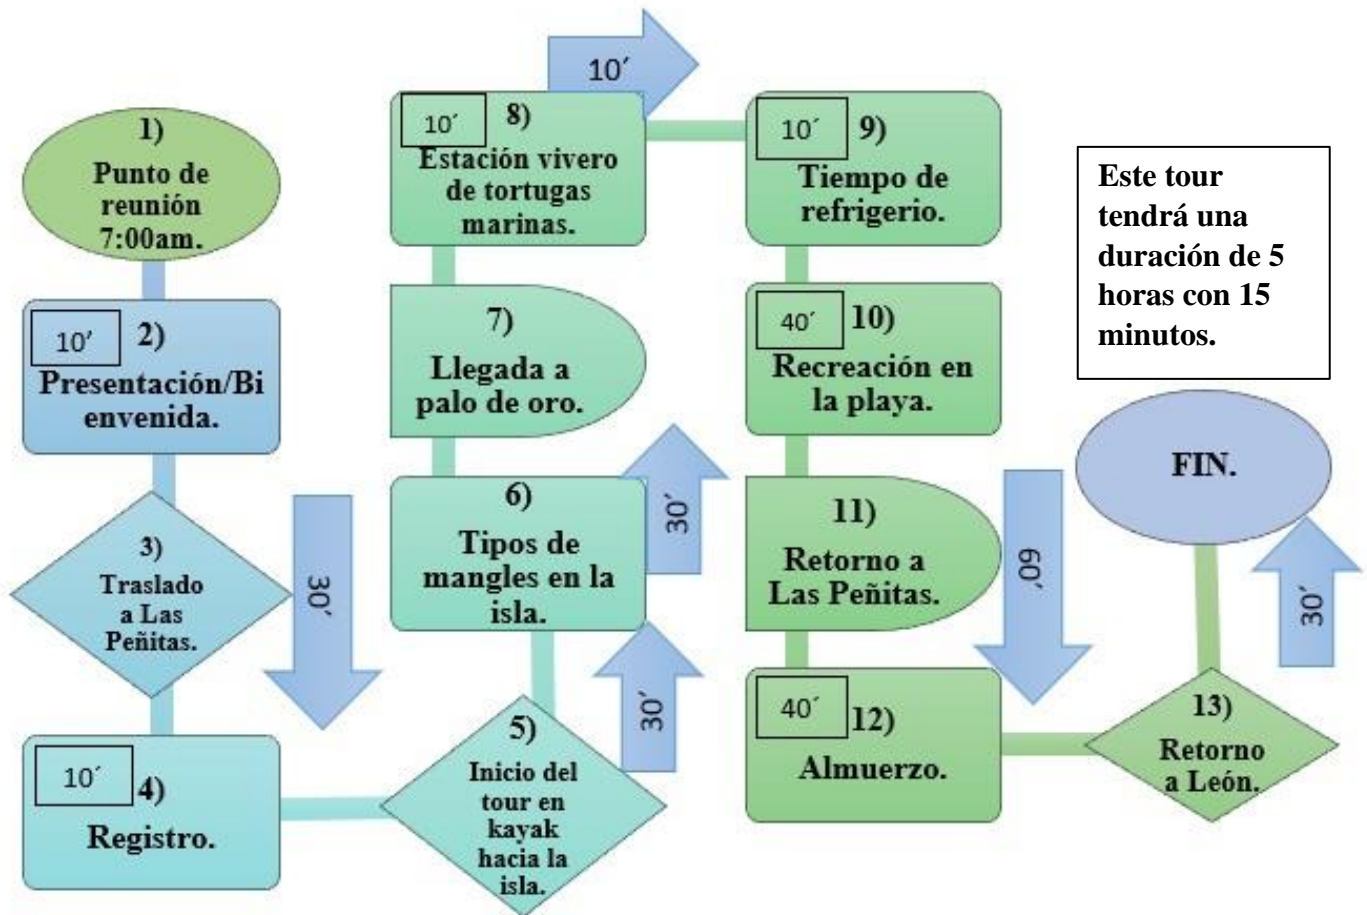 1)
Punto de
reunión
7:00am.
10′
2)
Presentación/Bi
envenida.
3)
Traslado
a Las
Peñitas.
30′
10′
4)
Registro.
5)
Inicio del
tour en
kayak
hacia la
isla.
30′
6)
Tipos de
mangles en la
isla.
30′
7)
Llegada a
palo de oro.
10′
8)
Estación vivero
de tortugas
marinas.
10′
10′
9)
Tiempo de
refrigerio.
40′
10)
Recreación en
la playa.
11)
Retorno a
Las Peñitas.
60′
40′
12)
Almuerzo.
13)
Retorno
a León.
30′
FIN.
Este tour
tendrá una
duración de 5
horas con 15
minutos.